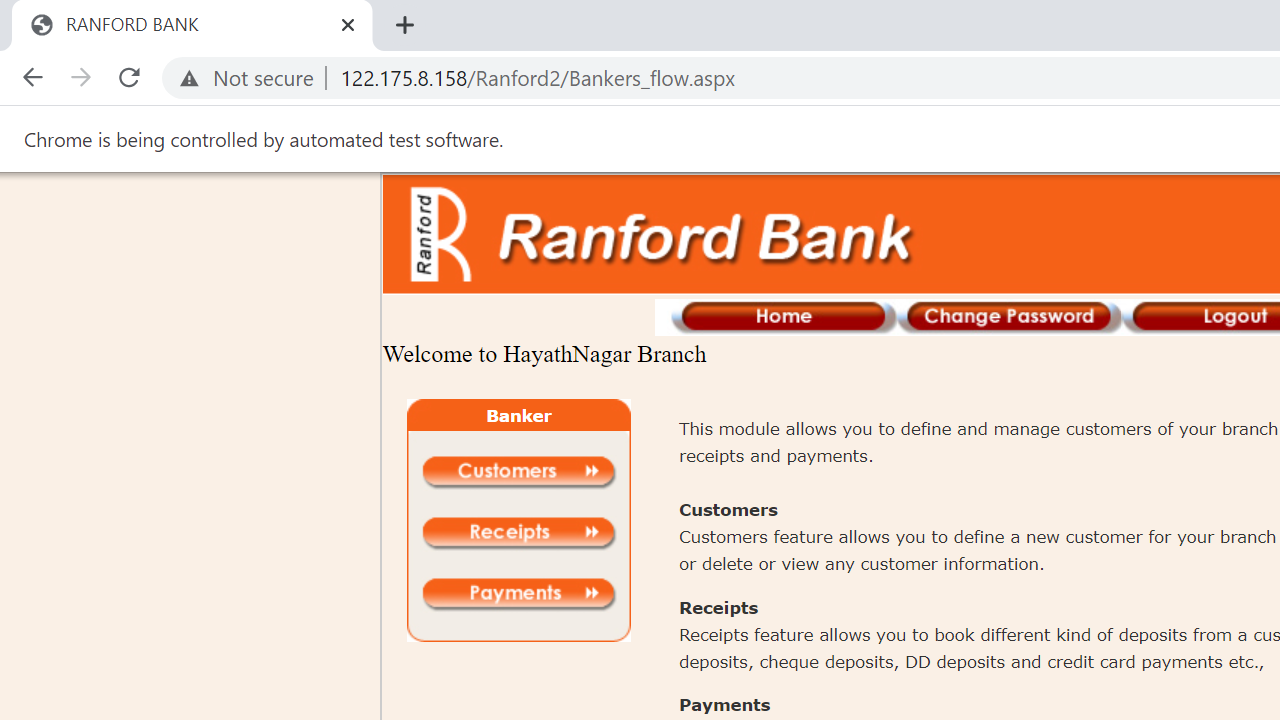 RANFORD BANK
Not secure | 122.175.8.158/Ranford2/Bankers_flow.aspx
Chrome is being controlled by automated test software.
Ranford
Ranford Bank
Home Change Password Logout
Welcome to HayathNagar Branch
Banker
Customers
Receipts
Payments
This module allows you to define and manage customers of your branch
receipts and payments.
Customers
Customers feature allows you to define a new customer for your branch
or delete or view any customer information.
Receipts
Receipts feature allows you to book different kind of deposits from a cus
deposits, cheque deposits, DD deposits and credit card payments etc.,
Payments